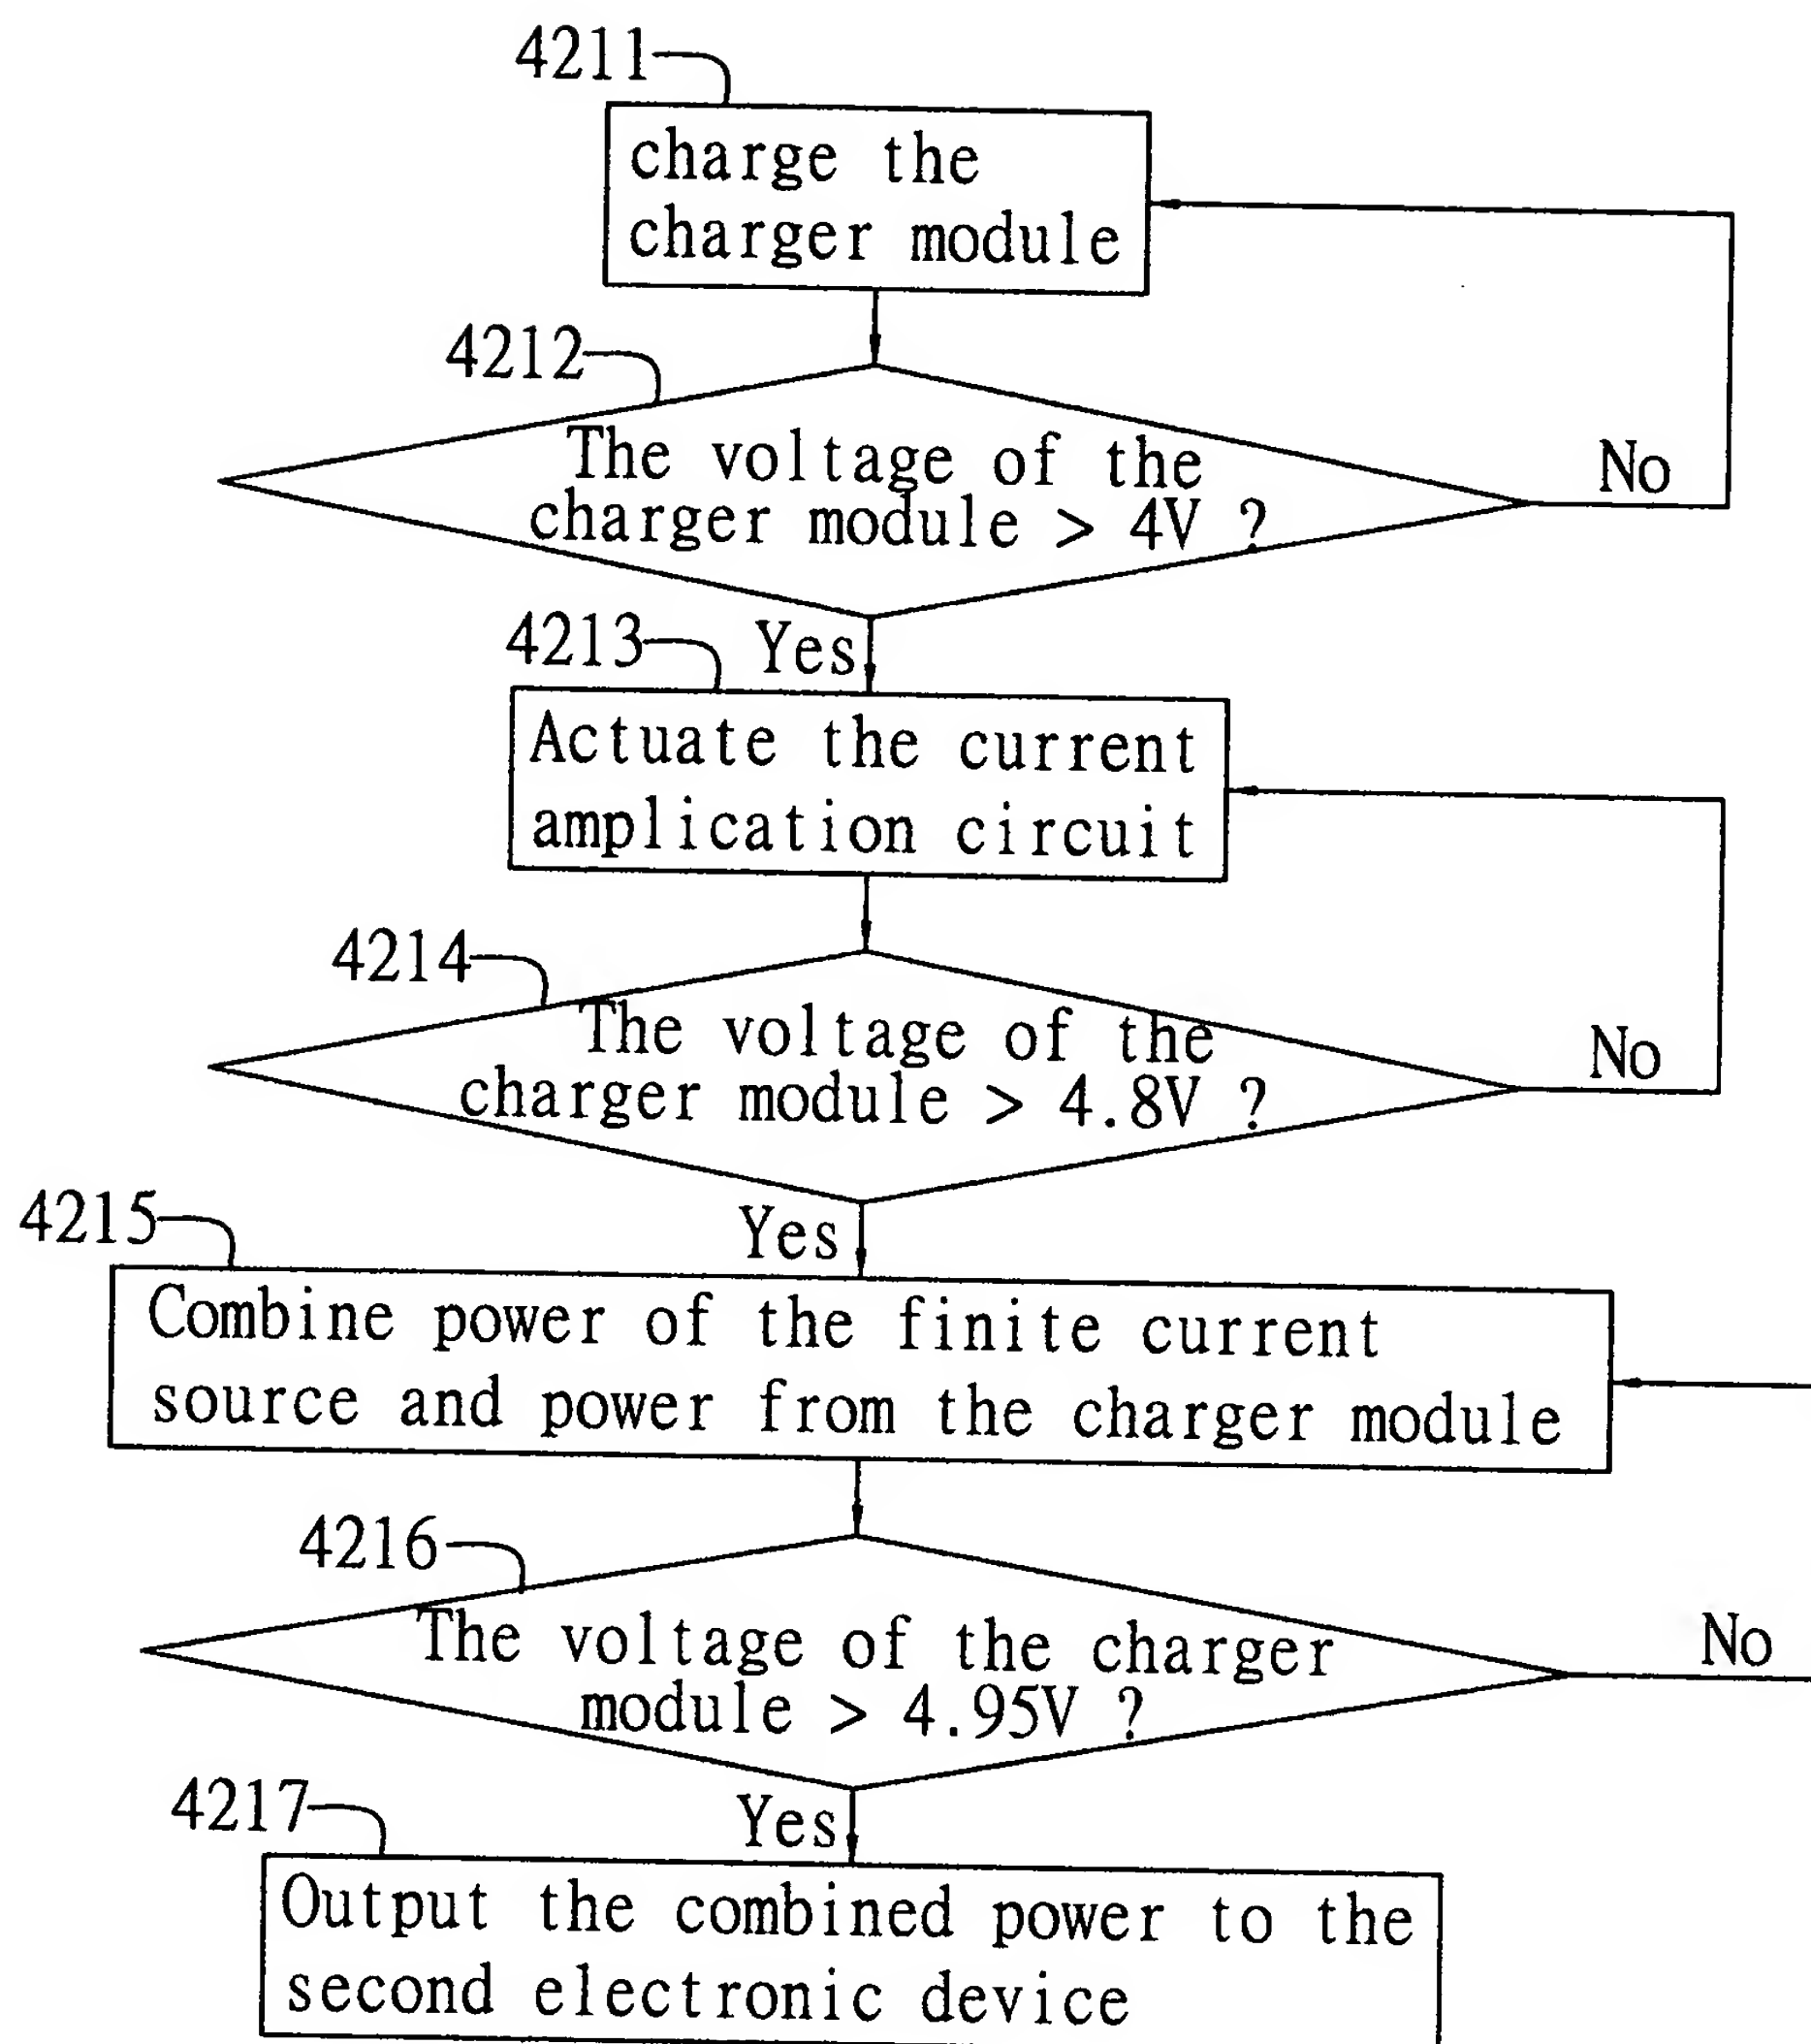 4211
charge the
charger module
4212
The voltage of the
charger module > 4V ?
No
4213
Yes
Actuate the current
amplication circuit
4214
The voltage of the
charger module > 4.8V ?
No
4215
Yes
Combine power of the finite current
source and power from the charger module
4216
The voltage of the charger
module > 4.95V ?
No
4217
Yes
Output the combined power to the
second electronic device